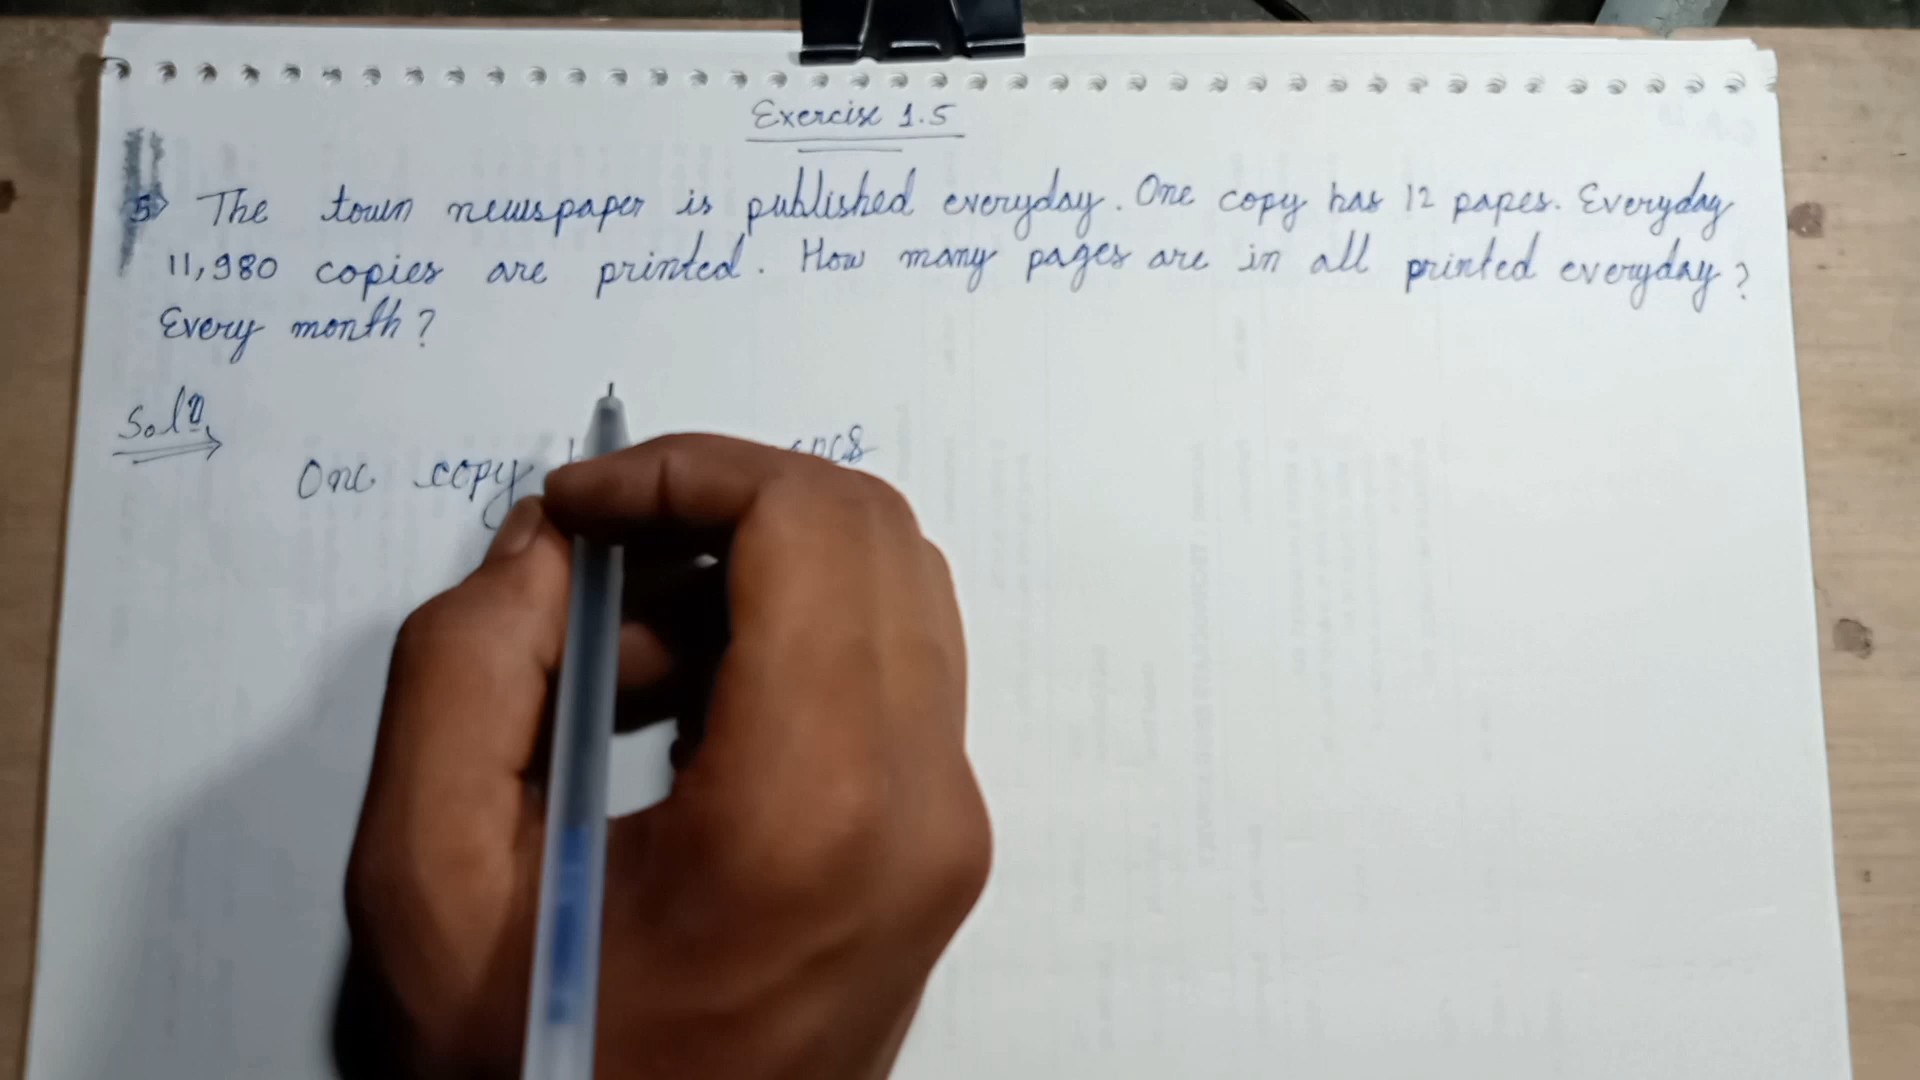 Exercise 1.5
5> The town newspaper is published everyday. One copy has 12 papes. Everyday
11,980 copies are printed. How many pages are in all printed everyday?
Every month?
Solⁿ,
One copy